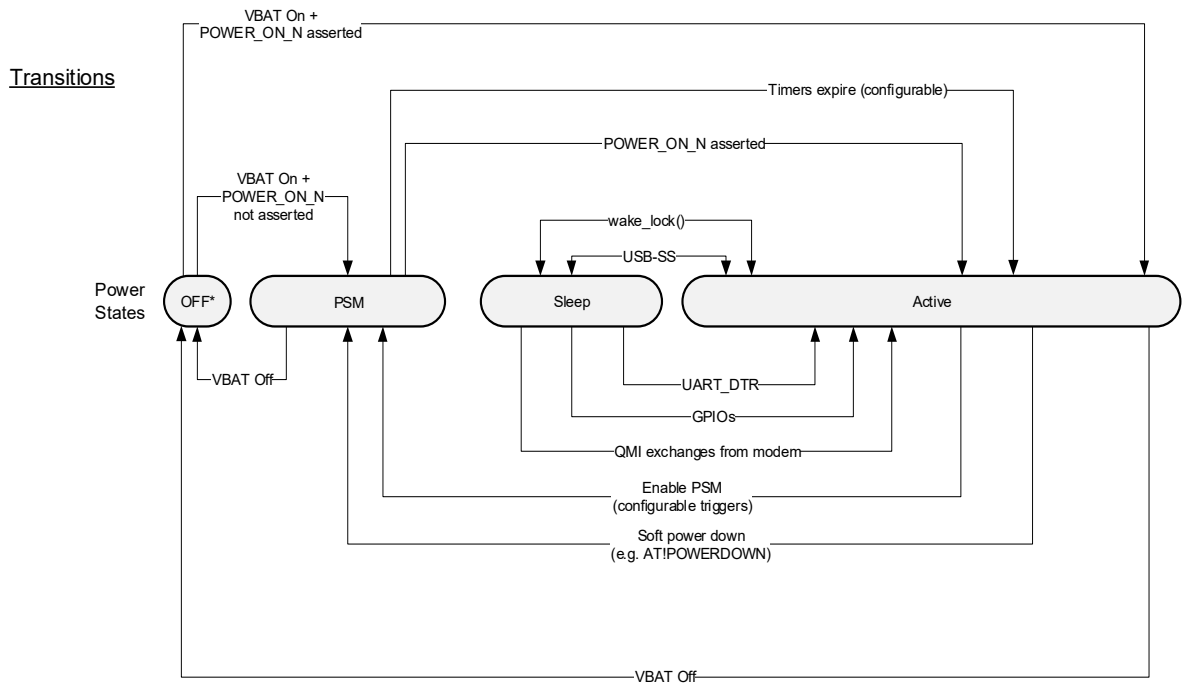 VBAT On +
POWER_ON_N asserted
Transitions
Timers expire (configurable)
POWER_ON_N asserted
VBAT On +
POWER_ON_N
not asserted
wake_lock()
USB-SS
Power
States
OFF*
PSM
Sleep
Active
VBAT Off
UART_DTR
GPIOs
QMI exchanges from modem
Enable PSM
(configurable triggers)
Soft power down
(e.g. AT!POWERDOWN)
VBAT Off